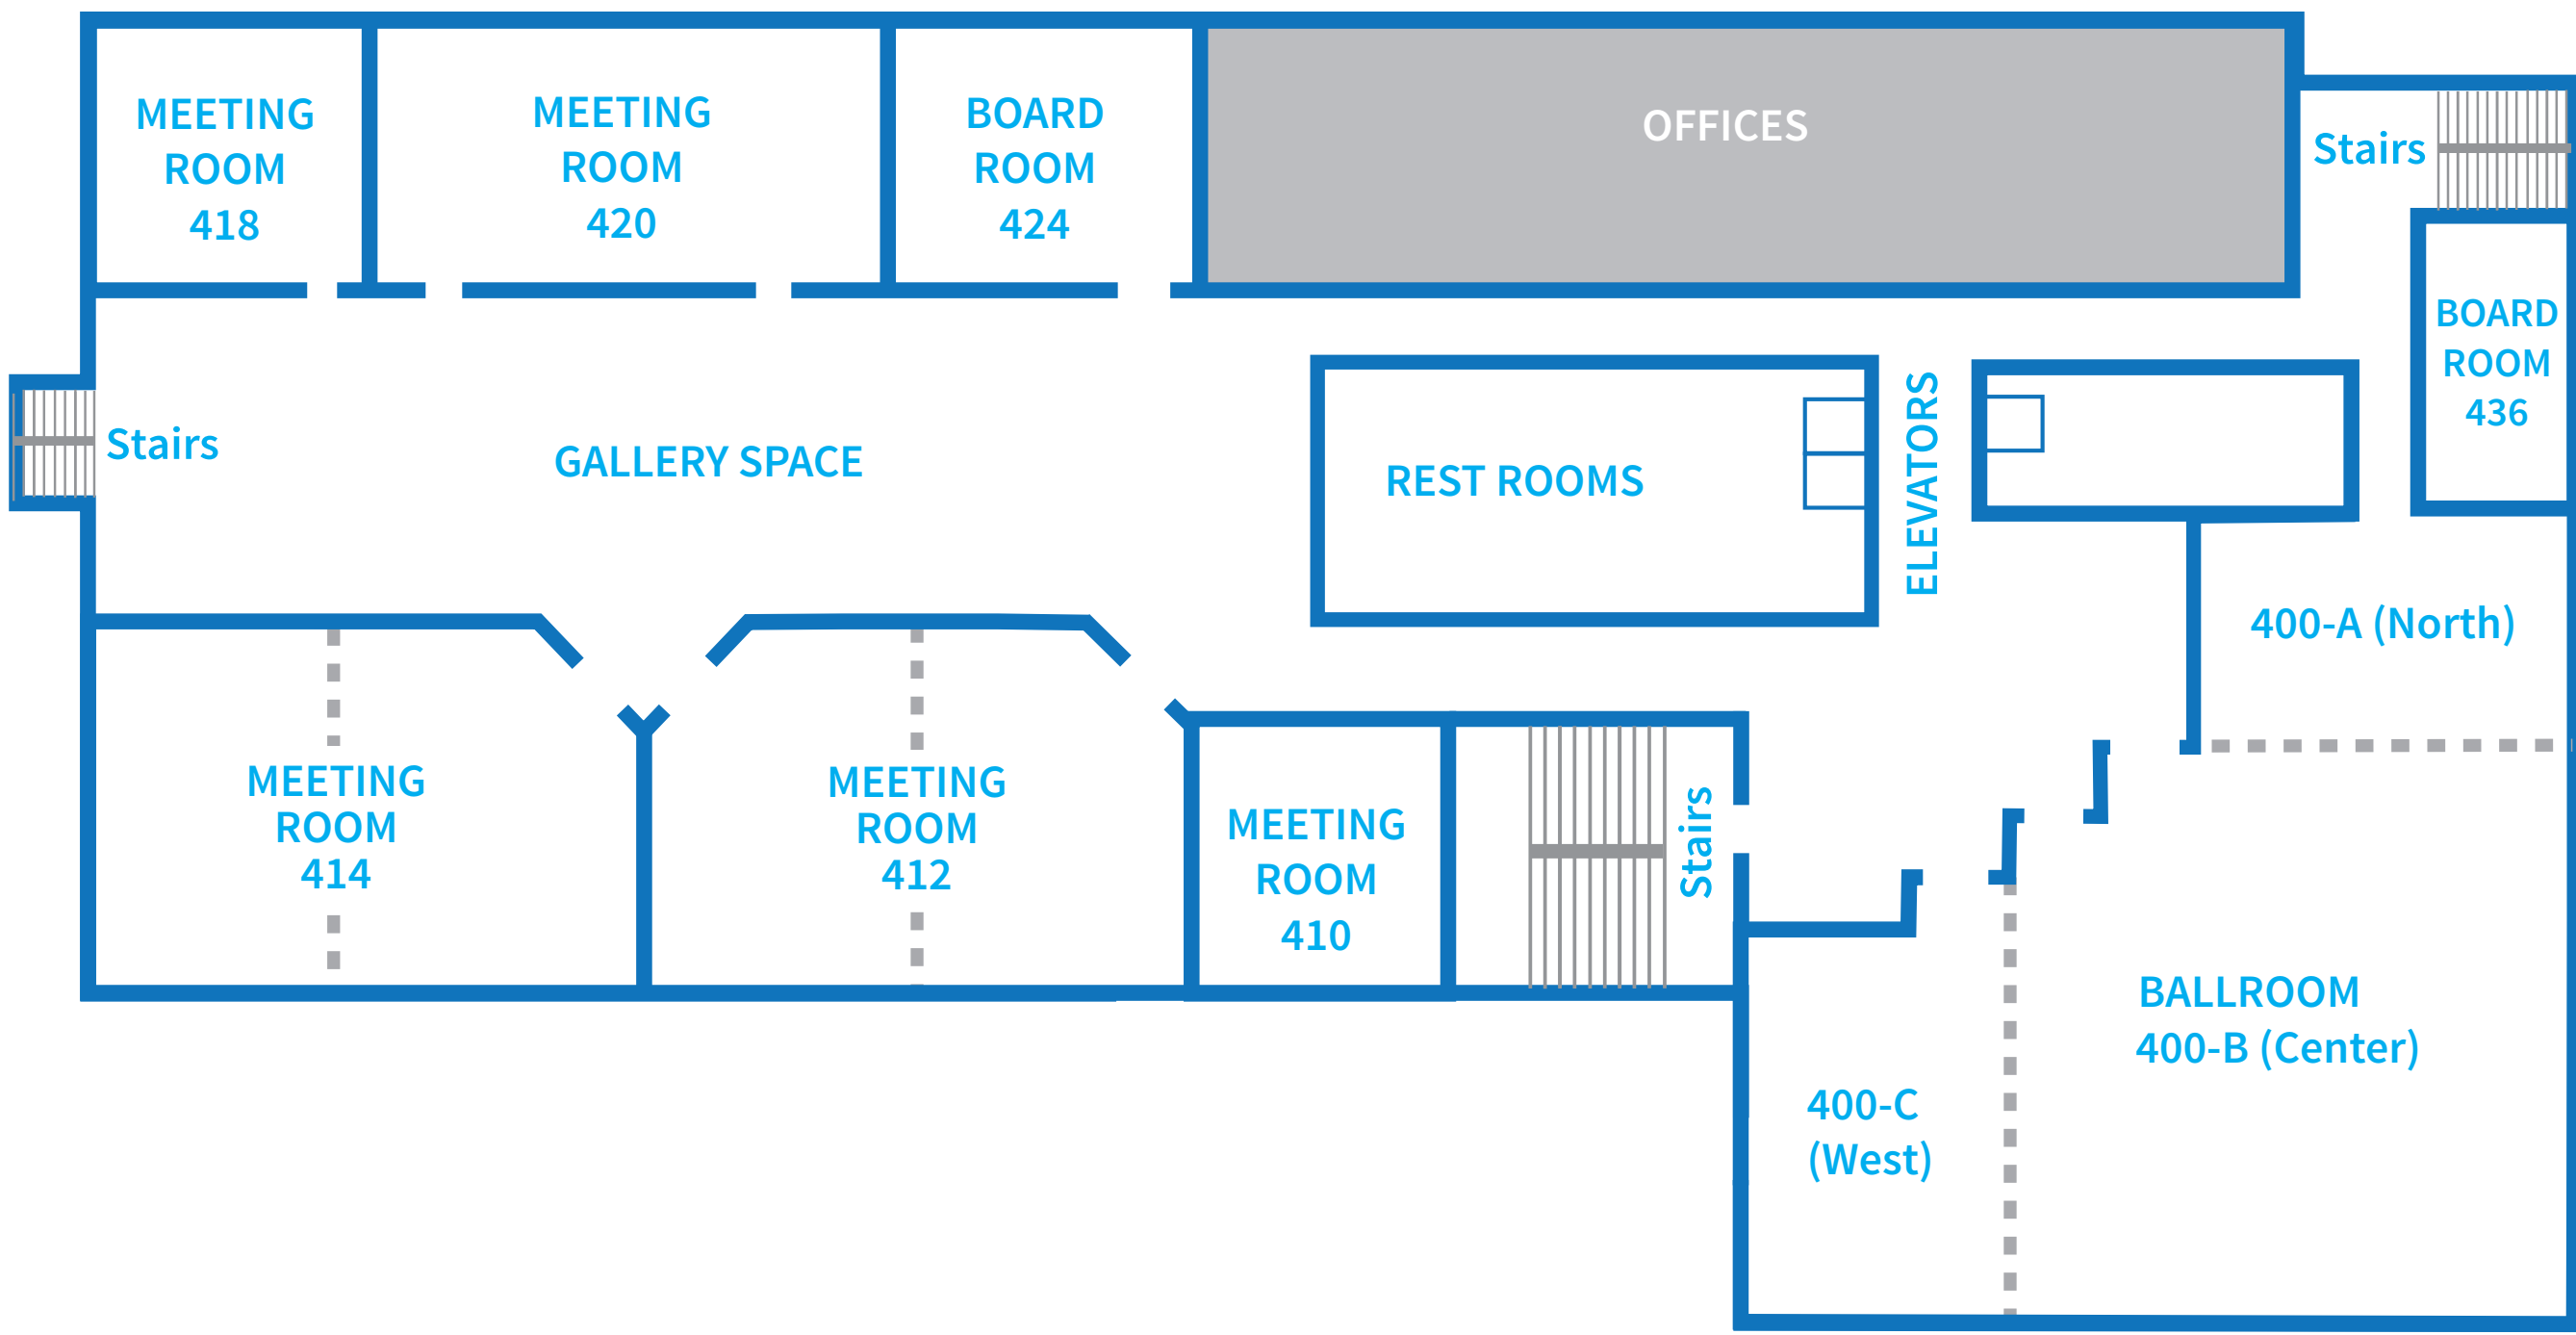 MEETING
ROOM
418
MEETING
ROOM
420
BOARD
ROOM
424
OFFICES
Stairs
BOARD
ROOM
436
Stairs
GALLERY SPACE
REST ROOMS
ELEVATORS
400-A (North)
MEETING
ROOM
414
MEETING
ROOM
412
MEETING
ROOM
410
Stairs
BALLROOM
400-B (Center)
400-C
(West)